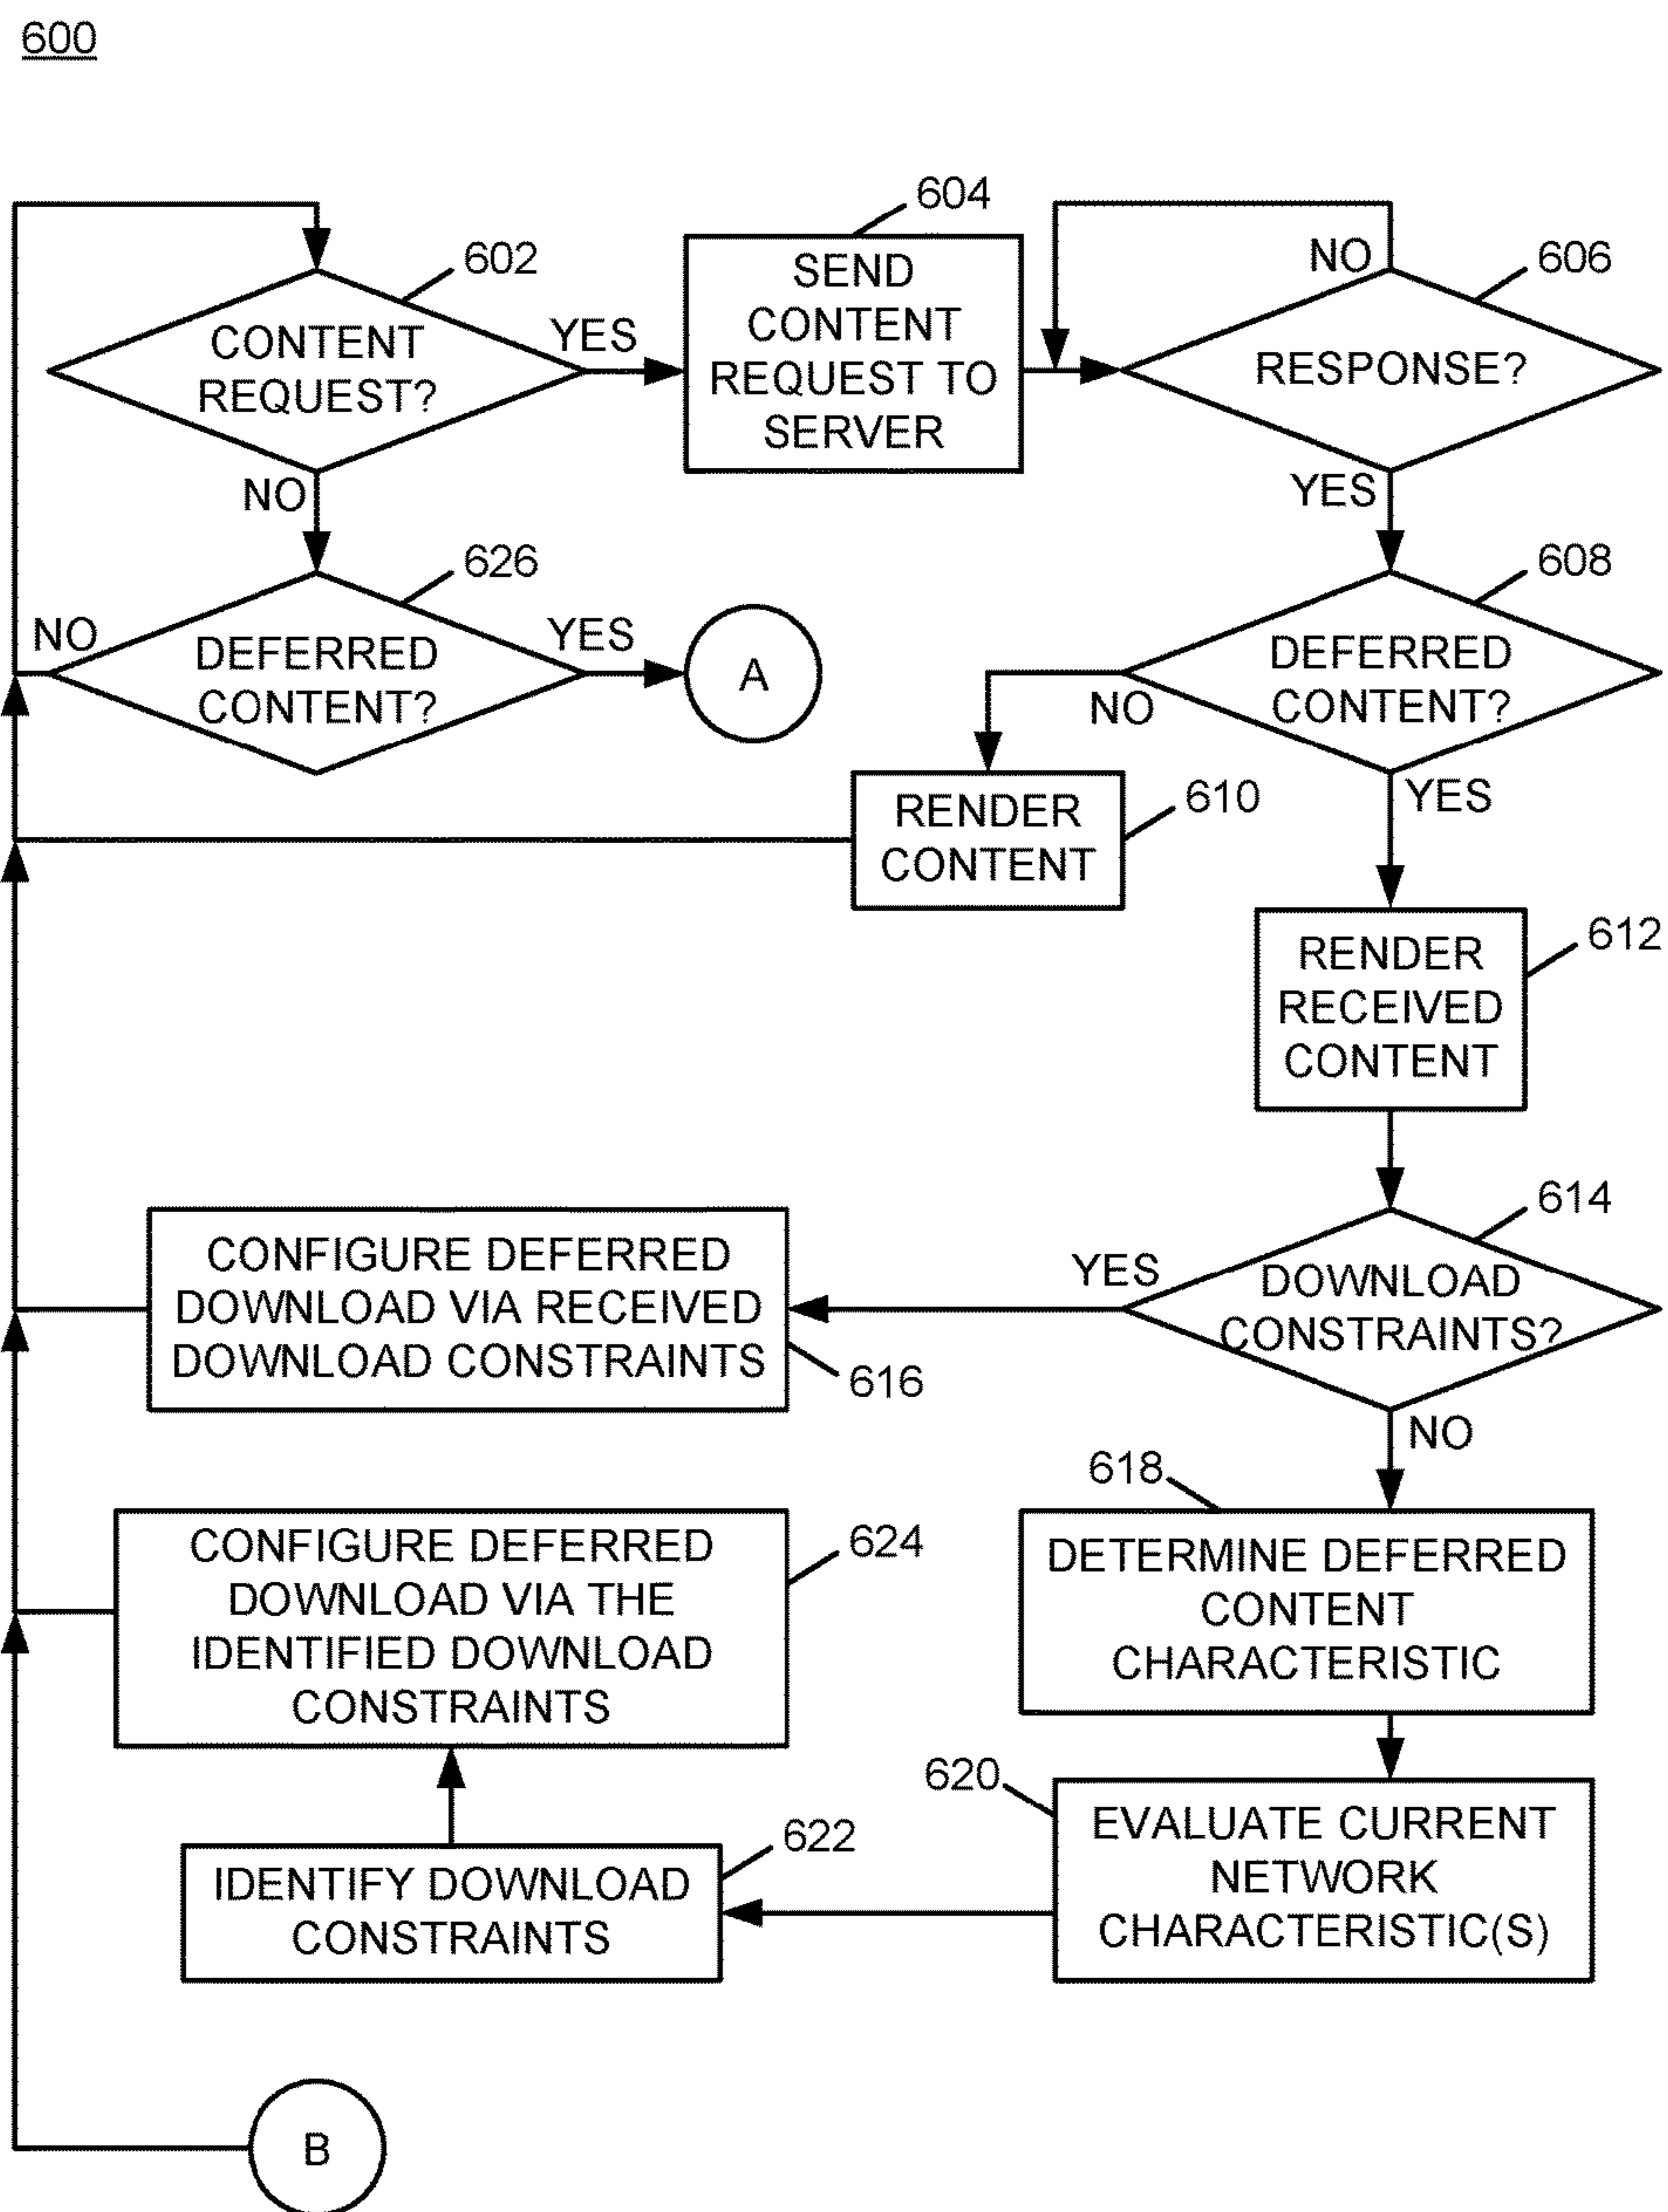 600
602
CONTENT
REQUEST?
YES
NO
604
SEND
CONTENT
REQUEST TO
SERVER
606
NO
RESPONSE?
YES
626
NO
DEFERRED
CONTENT?
YES
A
608
DEFERRED
CONTENT?
NO
YES
RENDER
CONTENT
610
RENDER
RECEIVED
CONTENT
612
614
YES
DOWNLOAD
CONSTRAINTS?
NO
CONFIGURE DEFERRED
DOWNLOAD VIA RECEIVED
DOWNLOAD CONSTRAINTS
616
618
DETERMINE DEFERRED
CONTENT
CHARACTERISTIC
CONFIGURE DEFERRED
DOWNLOAD VIA THE
IDENTIFIED DOWNLOAD
CONSTRAINTS
624
620
EVALUATE CURRENT
NETWORK
CHARACTERISTIC(S)
622
IDENTIFY DOWNLOAD
CONSTRAINTS
B